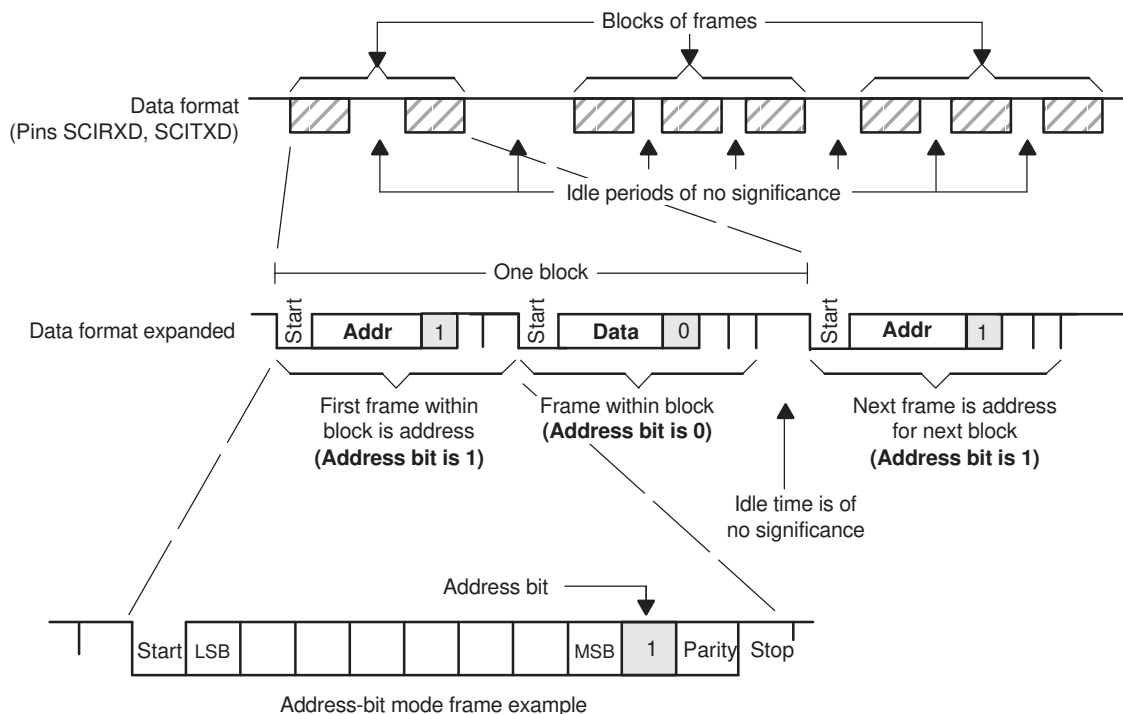 Blocks of frames
Data format
(Pins SCIRXD, SCITXD)
Idle periods of no significance
One block
Data format expanded
Start
Addr
1
Start
Data
0
Start
Addr
1
First frame within
block is address
(Address bit is 1)
Frame within block
(Address bit is 0)
Next frame is address
for next block
(Address bit is 1)
Idle time is of
no significance
Address bit
Start
LSB
MSB
1
Parity
Stop
Address-bit mode frame example